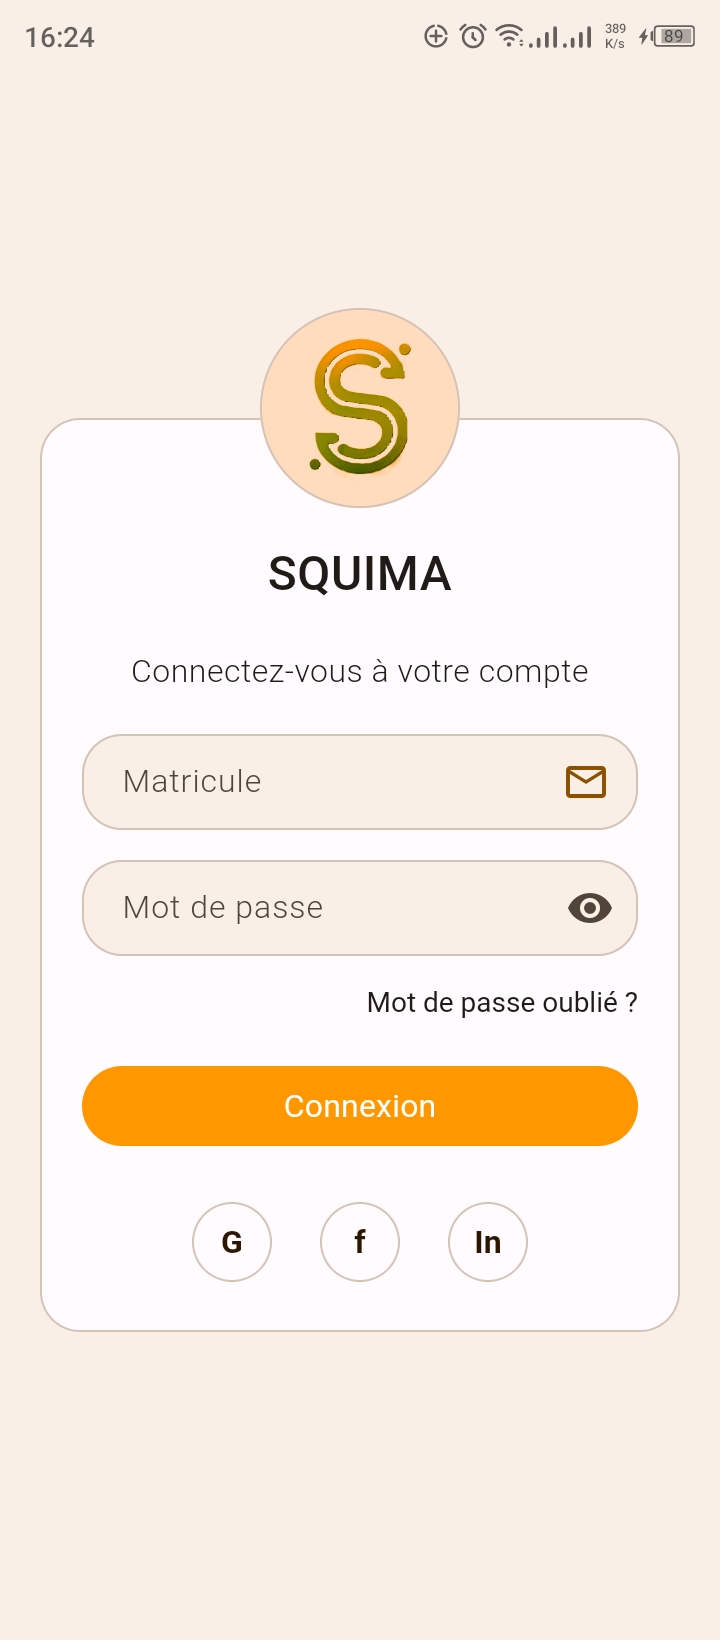 16:24
389
K/s
89
S
SQUIMA
Connectez-vous à votre compte
Matricule
Mot de passe
Mot de passe oublié ?
Connexion
G f In